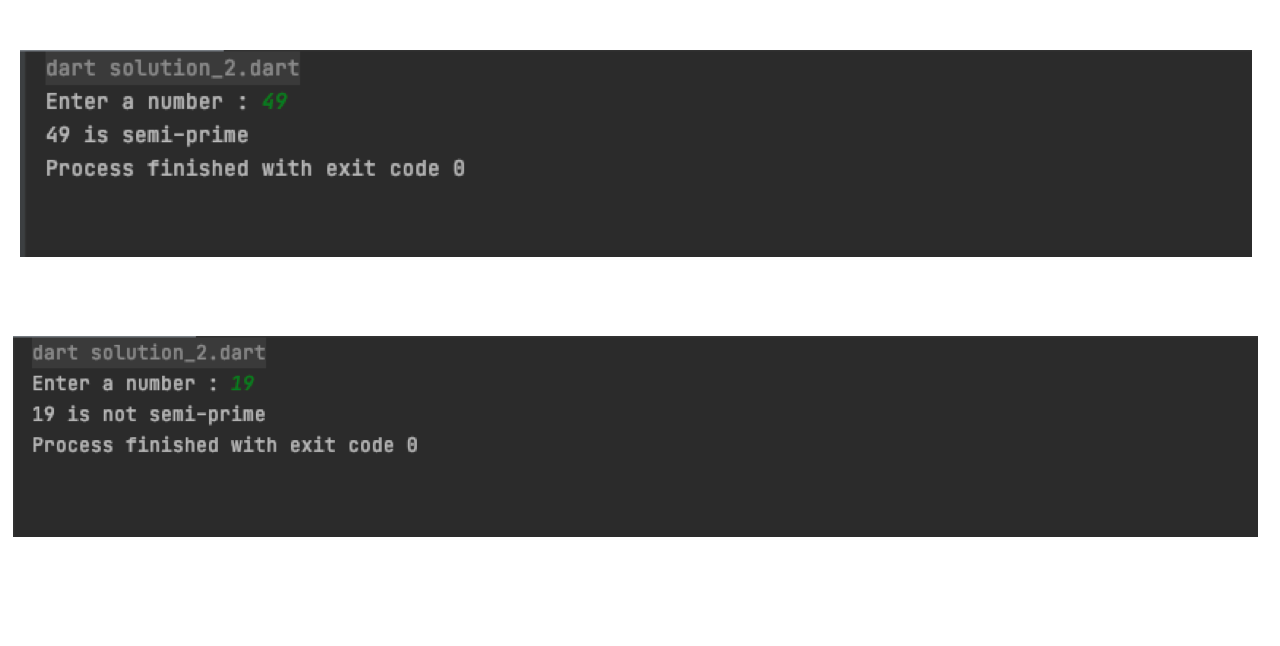 dart solution_2.dart
Enter a number : 49
49 is semi-prime
Process finished with exit code 0
dart solution_2.dart
Enter a number : 19
19 is not semi-prime
Process finished with exit code 0